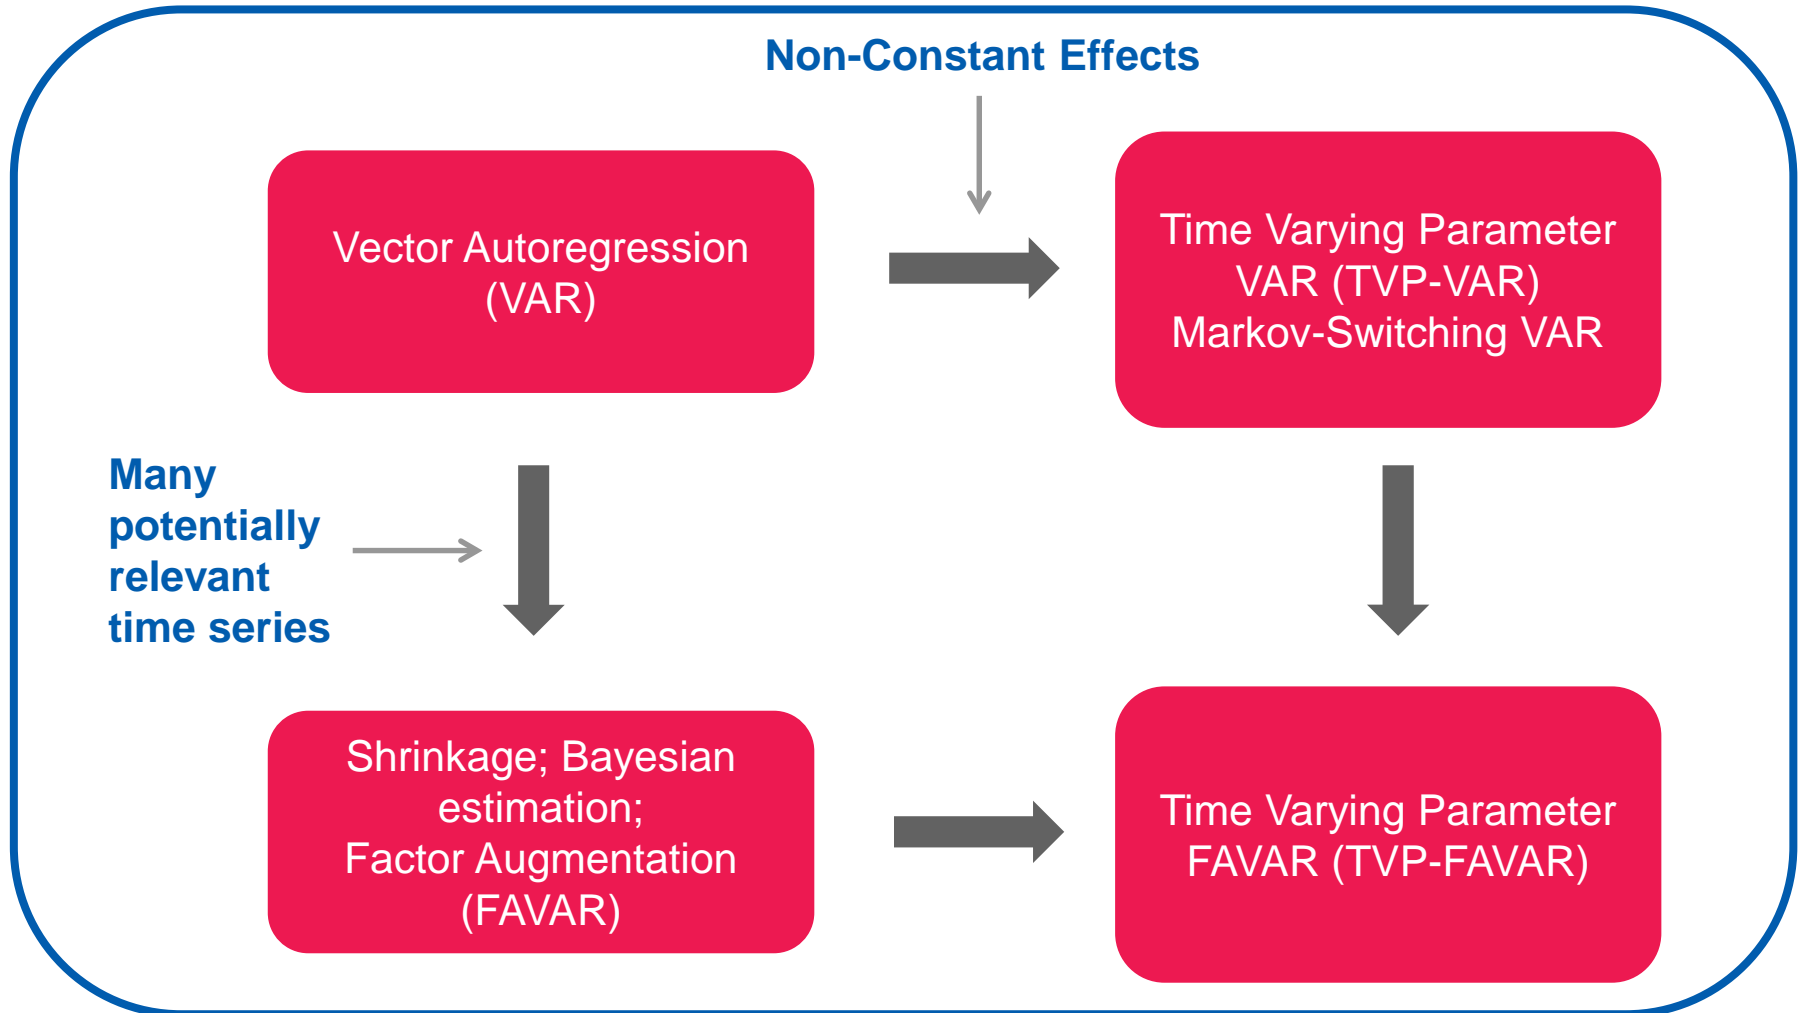 Non-Constant Effects
Vector Autoregression
(VAR)
Time Varying Parameter
VAR (TVP-VAR)
Markov-Switching VAR
Many
potentially
relevant
time series
Shrinkage; Bayesian
estimation;
Factor Augmentation
(FAVAR)
Time Varying Parameter
FAVAR (TVP-FAVAR)